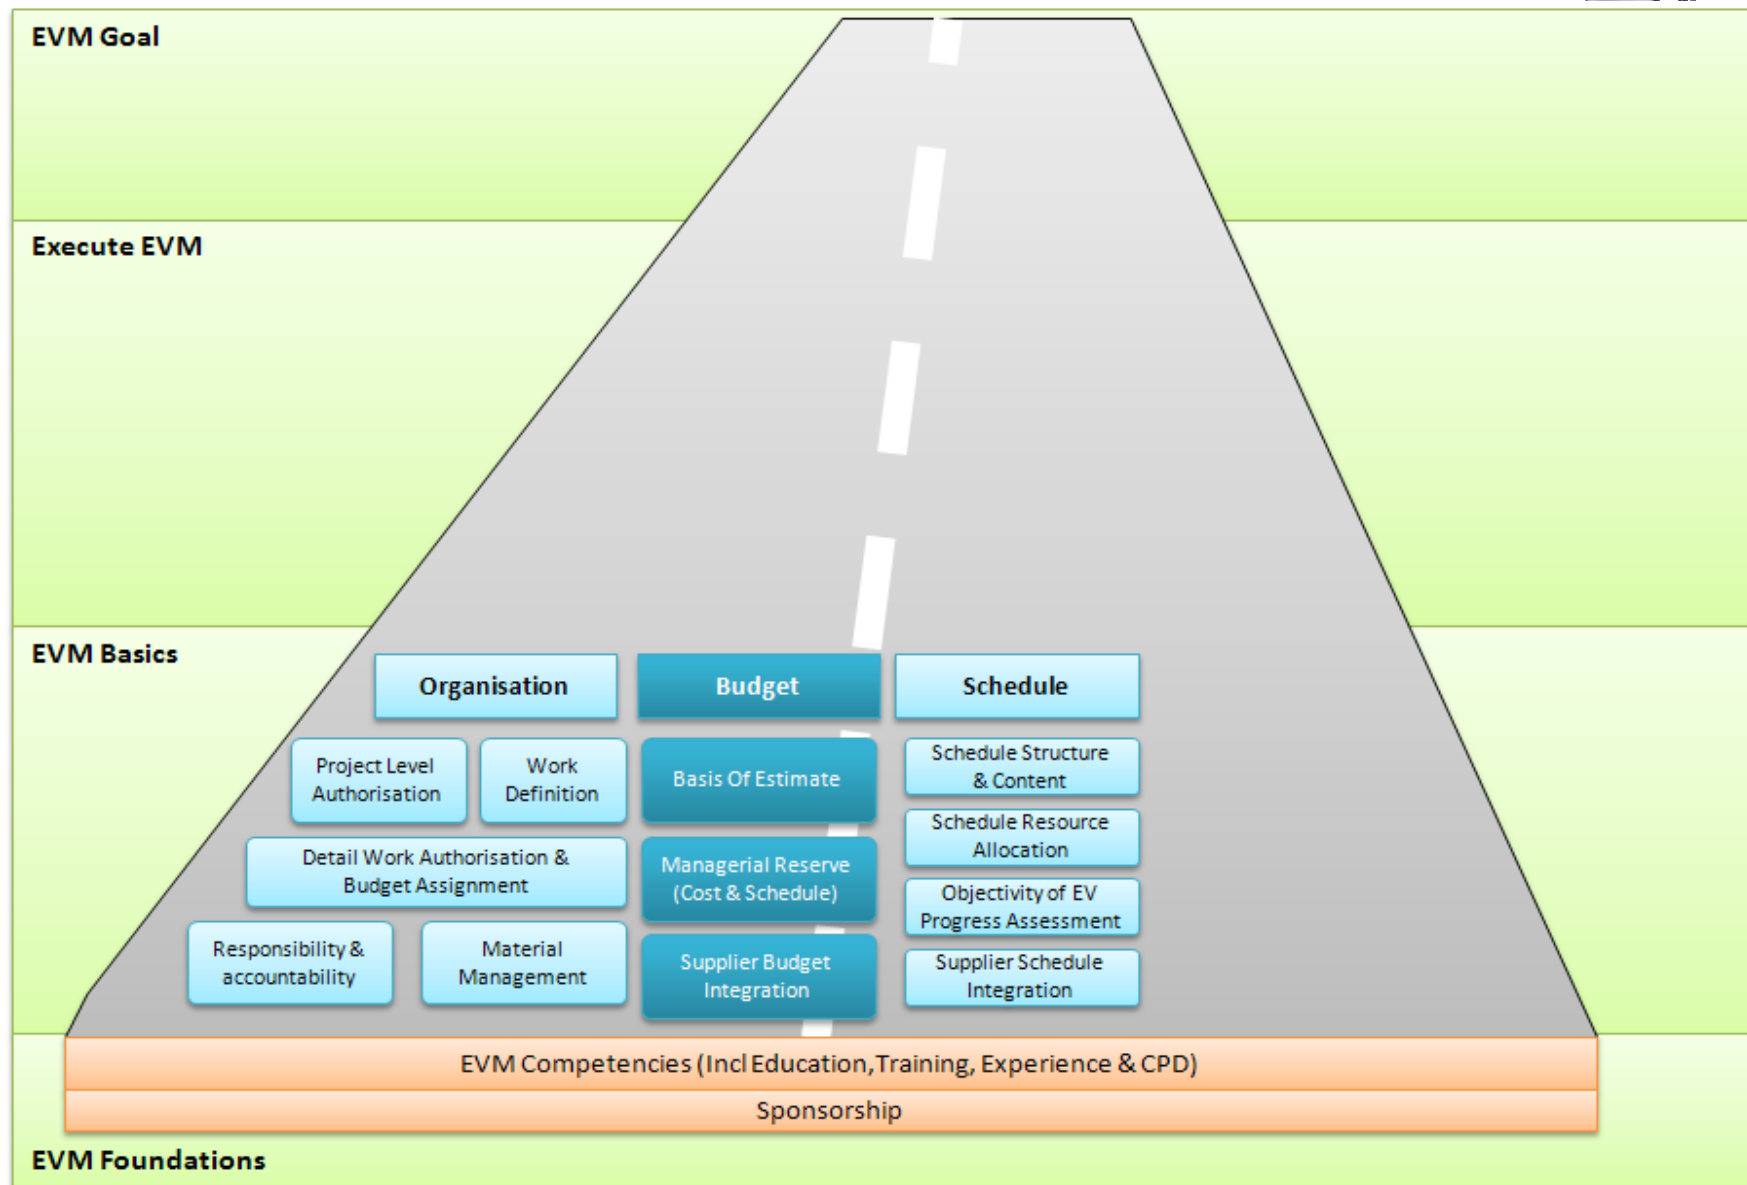 EVM Goal
Execute EVM
EVM Basics
Organisation
Budget
Schedule
Project Level
Authorisation
Work
Definition
Detail Work Authorisation &
Budget Assignment
Responsibility &
accountability
Material
Management
Basis Of Estimate
Managerial Reserve
(Cost & Schedule)
Supplier Budget
Integration
Schedule Structure
& Content
Schedule Resource
Allocation
Objectivity of EV
Progress Assessment
Supplier Schedule
Integration
EVM Competencies (Incl Education, Training, Experience & CPD)
Sponsorship
EVM Foundations